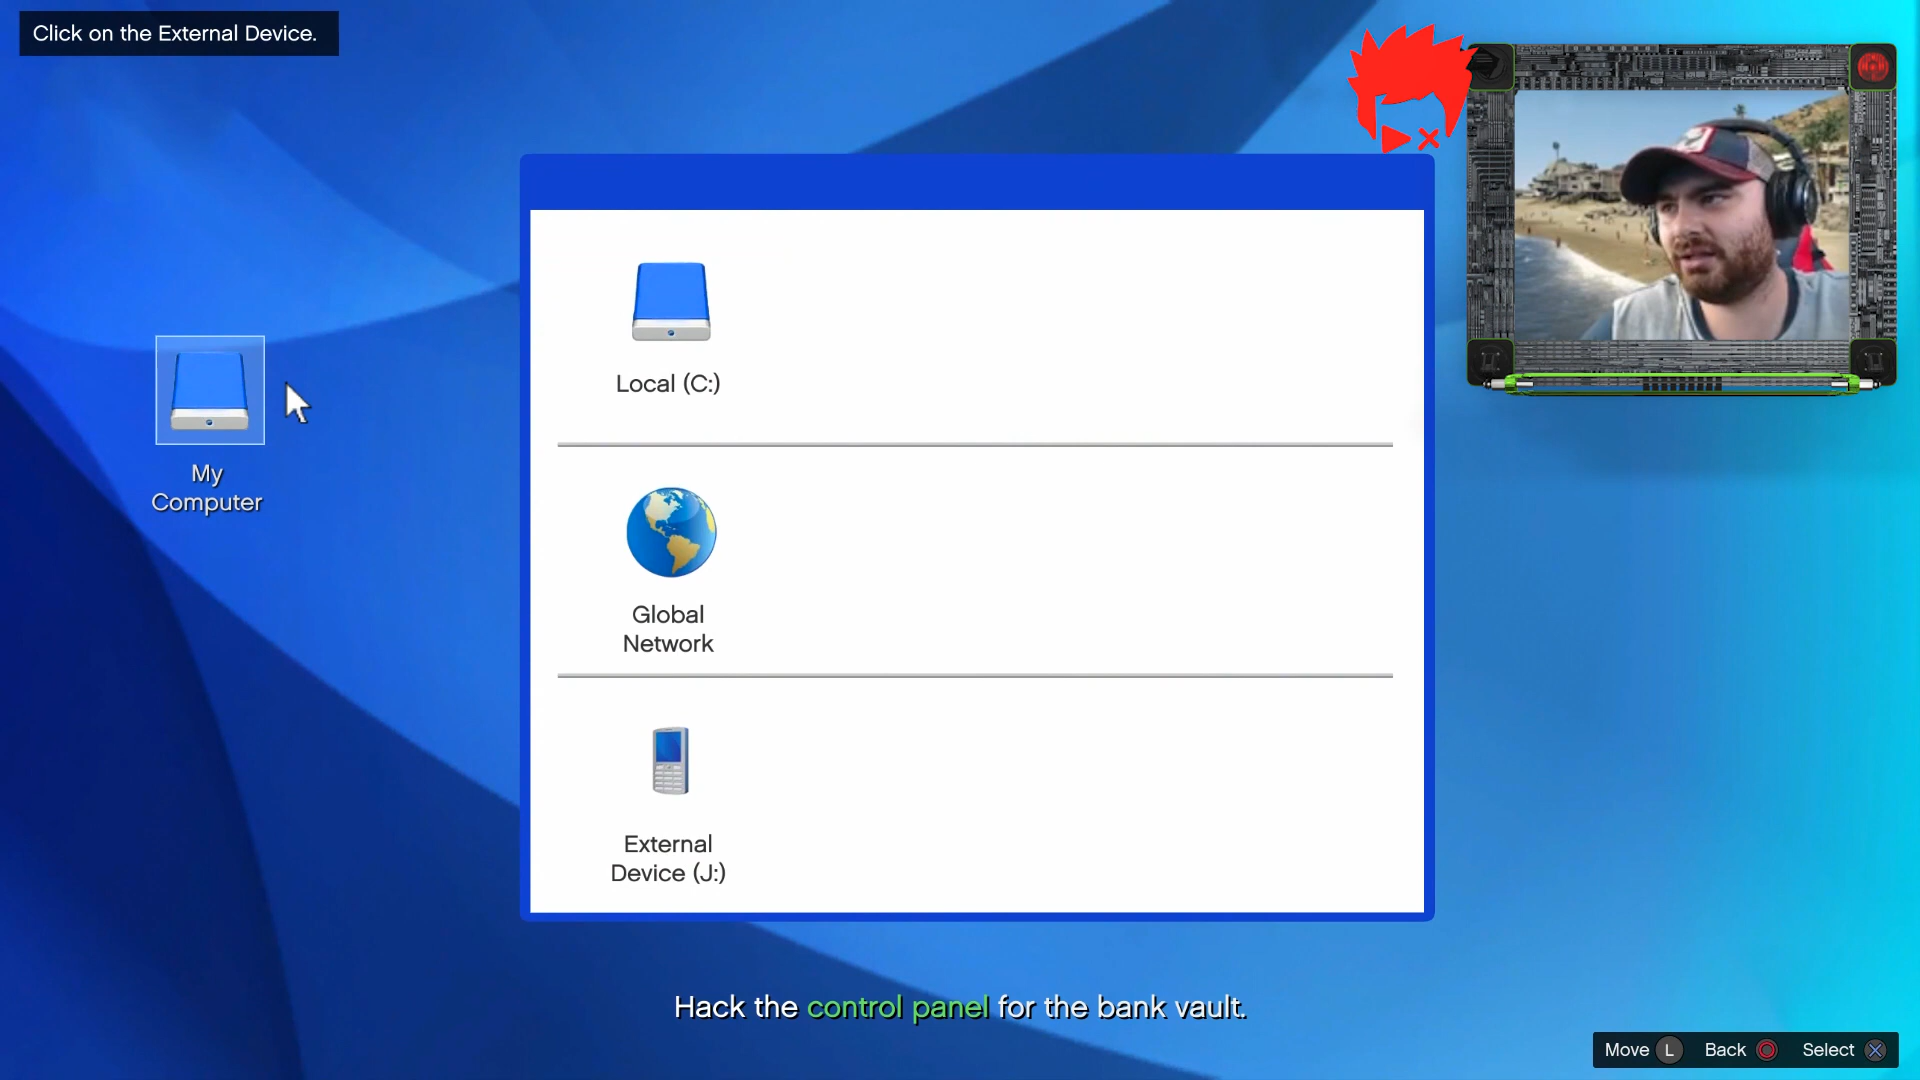 Click on the External Device.
Local (C:)
My
Computer
Global
Network
External
Device (J:)
Hack the control panel for the bank vault.
Move L Back Select